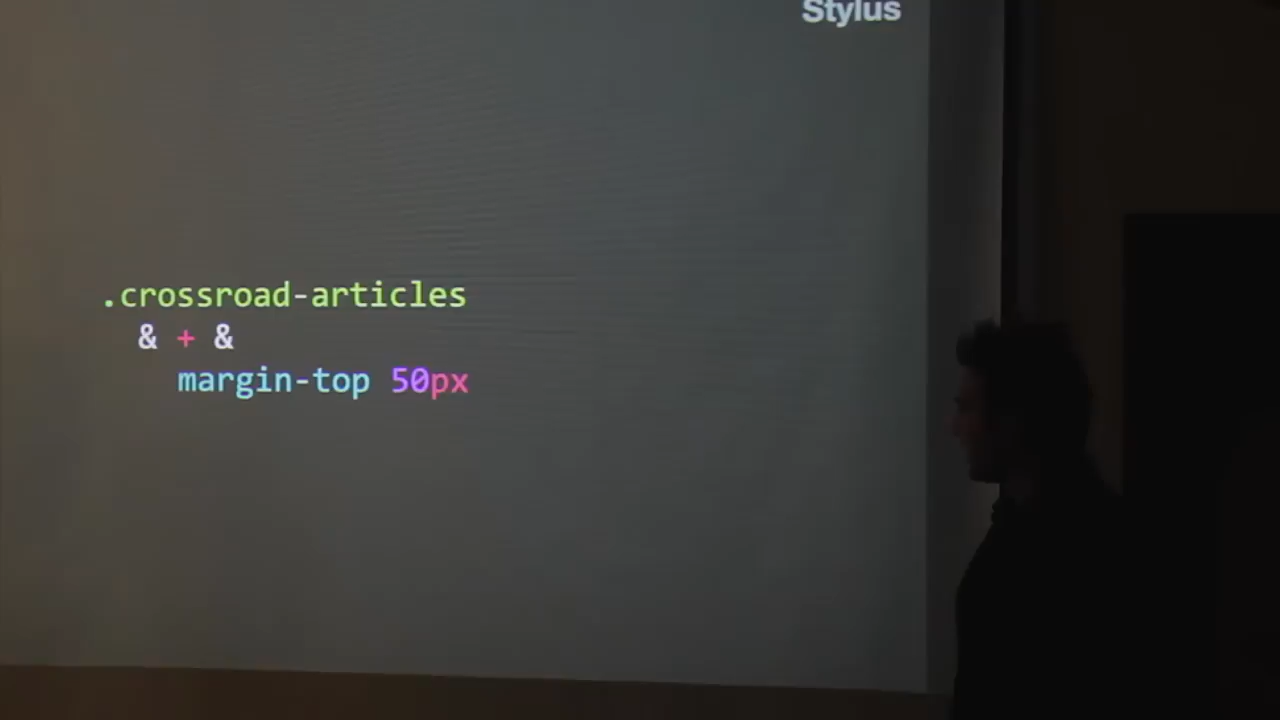 Stylus
.crossroad-articles
& + &
margin-top 50px